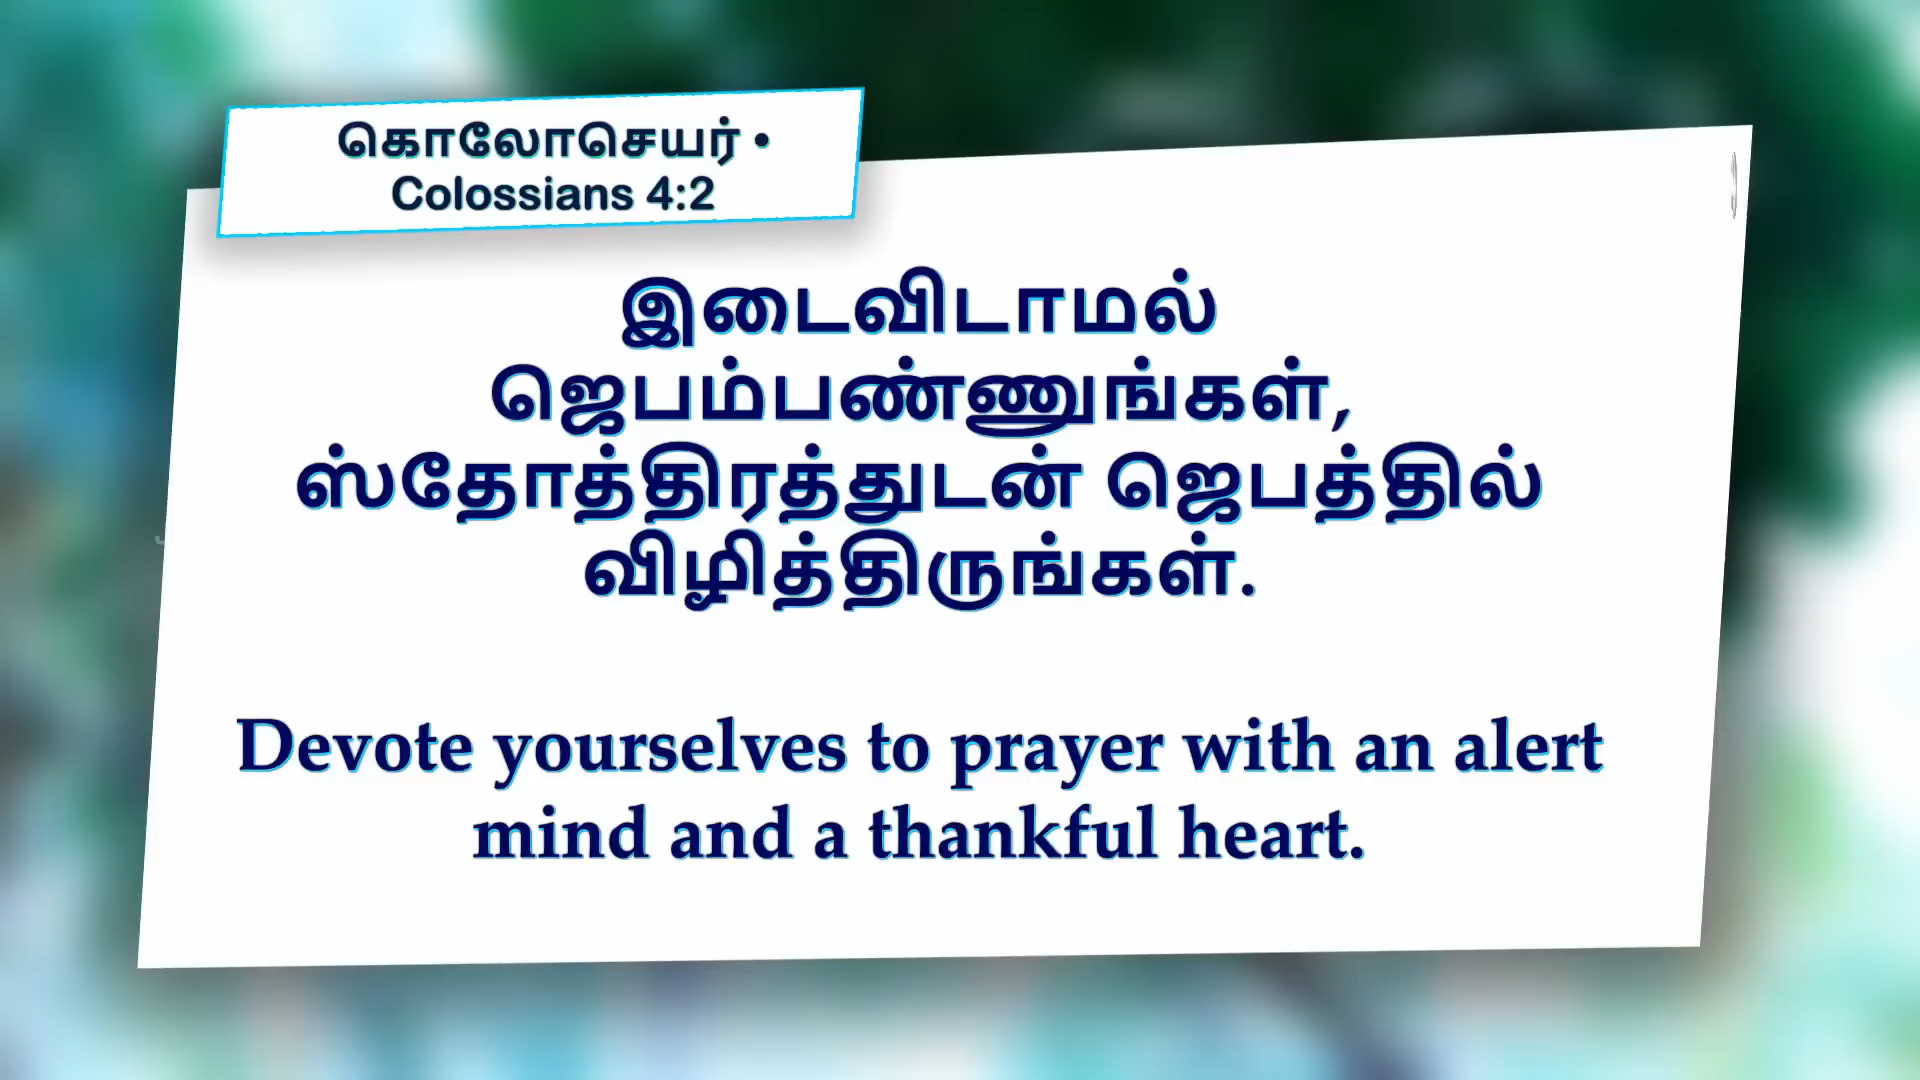 கொலோசெயர் •
Colossians 4:2
இடைவிடாமல்
ஜெபம்பண்ணுங்கள்,
ஸ்தோத்திரத்துடன் ஜெபத்தில்
விழித்திருங்கள்.
Devote yourselves to prayer with an alert
mind and a thankful heart.